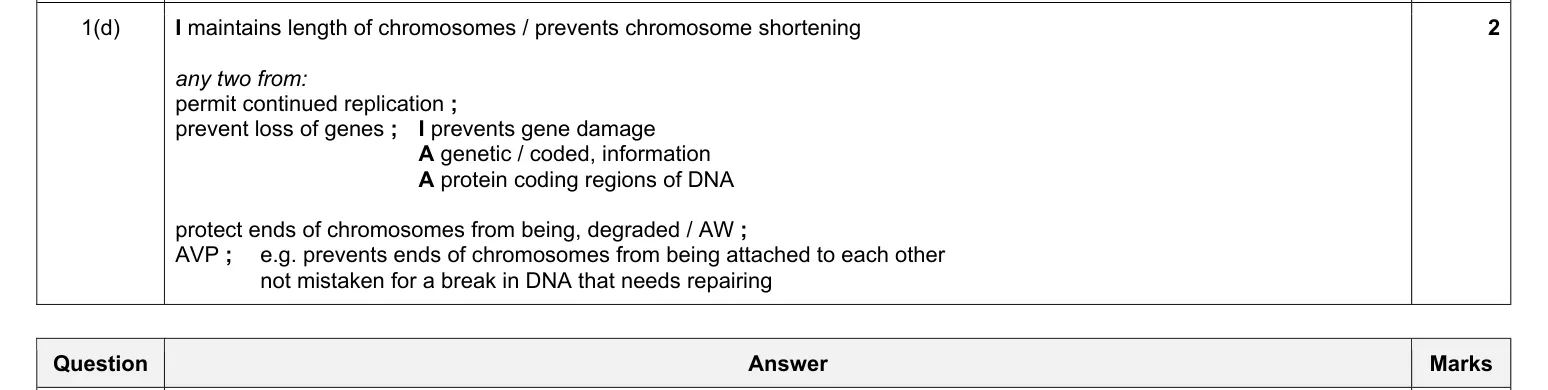 1(d) I maintains length of chromosomes / prevents chromosome shortening 2
any two from:
permit continued replication ;
prevent loss of genes ; I prevents gene damage
A genetic / coded, information
A protein coding regions of DNA
protect ends of chromosomes from being, degraded / AW ;
AVP ; e.g. prevents ends of chromosomes from being attached to each other
not mistaken for a break in DNA that needs repairing
Question Answer Marks